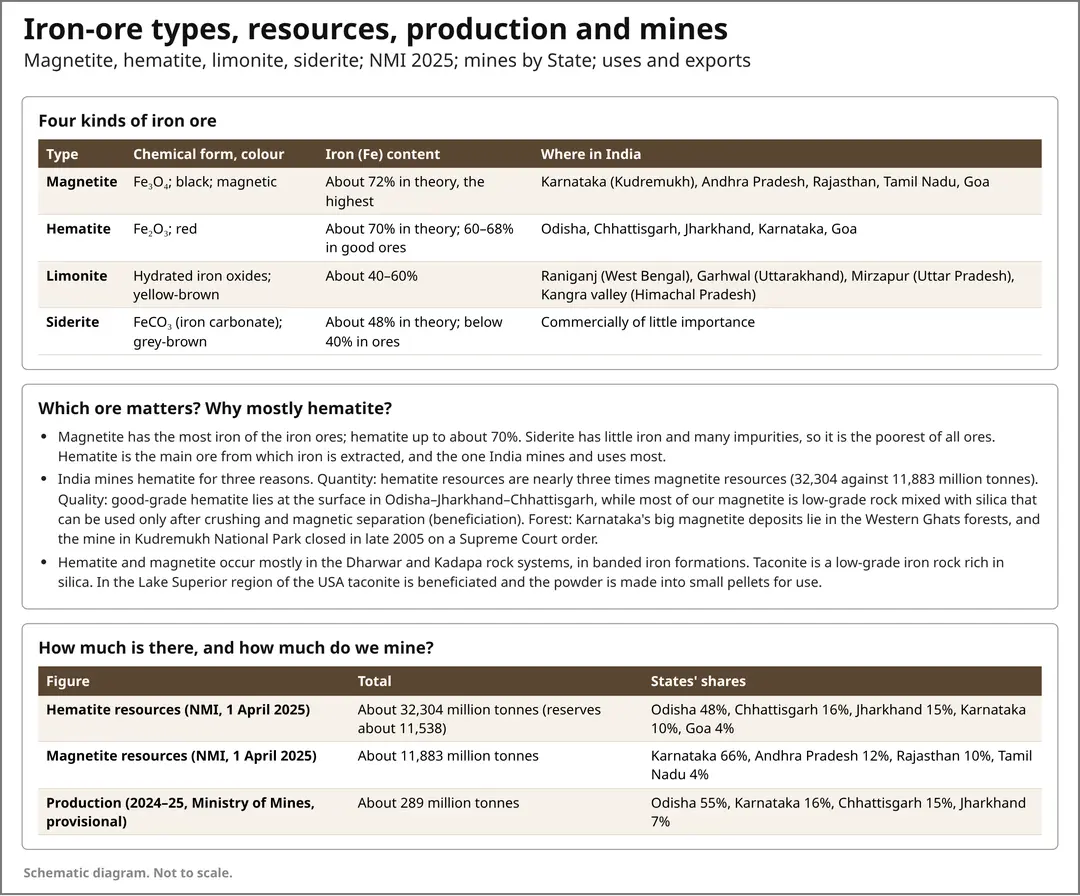 Iron-ore types, resources, production and mines
Magnetite, hematite, limonite, siderite; NMI 2025; mines by State; uses and exports
Four kinds of iron ore
Type Chemical form, colour Iron (Fe) content Where in India
Magnetite Fe₃O₄; black; magnetic About 72% in theory, the highest Karnataka (Kudremukh), Andhra Pradesh, Rajasthan, Tamil Nadu, Goa
Hematite Fe₂O₃; red About 70% in theory; 60–68% in good ores Odisha, Chhattisgarh, Jharkhand, Karnataka, Goa
Limonite Hydrated iron oxides; yellow-brown About 40–60% Raniganj (West Bengal), Garhwal (Uttarakhand), Mirzapur (Uttar Pradesh), Kangra valley (Himachal Pradesh)
Siderite FeCO₃ (iron carbonate); grey-brown About 48% in theory; below 40% in ores Commercially of little importance
Which ore matters? Why mostly hematite?
• Magnetite has the most iron of the iron ores; hematite up to about 70%. Siderite has little iron and many impurities, so it is the poorest of all ores.
Hematite is the main ore from which iron is extracted, and the one India mines and uses most.
• India mines hematite for three reasons. Quantity: hematite resources are nearly three times magnetite resources (32,304 against 11,883 million tonnes).
Quality: good-grade hematite lies at the surface in Odisha–Jharkhand–Chhattisgarh, while most of our magnetite is low-grade rock mixed with silica that
can be used only after crushing and magnetic separation (beneficiation). Forest: Karnataka's big magnetite deposits lie in the Western Ghats forests, and
the mine in Kudremukh National Park closed in late 2005 on a Supreme Court order.
• Hematite and magnetite occur mostly in the Dharwar and Kadapa rock systems, in banded iron formations. Taconite is a low-grade iron rock rich in
silica. In the Lake Superior region of the USA taconite is beneficiated and the powder is made into small pellets for use.
How much is there, and how much do we mine?
Figure Total States' shares
Hematite resources (NMI, 1 April 2025) About 32,304 million tonnes (reserves about 11,538) Odisha 48%, Chhattisgarh 16%, Jharkhand 15%, Karnataka 10%, Goa 4%
Magnetite resources (NMI, 1 April 2025) About 11,883 million tonnes Karnataka 66%, Andhra Pradesh 12%, Rajasthan 10%, Tamil Nadu 4%
Production (2024–25, Ministry of Mines, provisional) About 289 million tonnes Odisha 55%, Karnataka 16%, Chhattisgarh 15%, Jharkhand 7%
Schematic diagram. Not to scale.